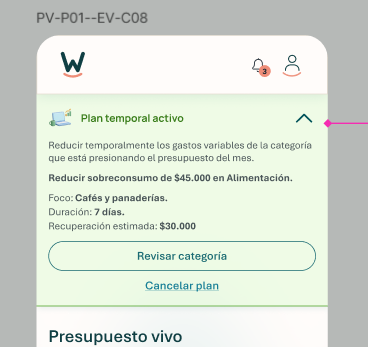 PV-P01--EV-C08
W
3
Plan temporal activo
Reducir temporalmente los gastos variables de la categoría
que está presionando el presupuesto del mes.
Reducir sobreconsumo de $45.000 en Alimentación.
Foco: Cafés y panaderías.
Duración: 7 días.
Recuperación estimada: $30.000
Revisar categoría
Cancelar plan
Presupuesto vivo